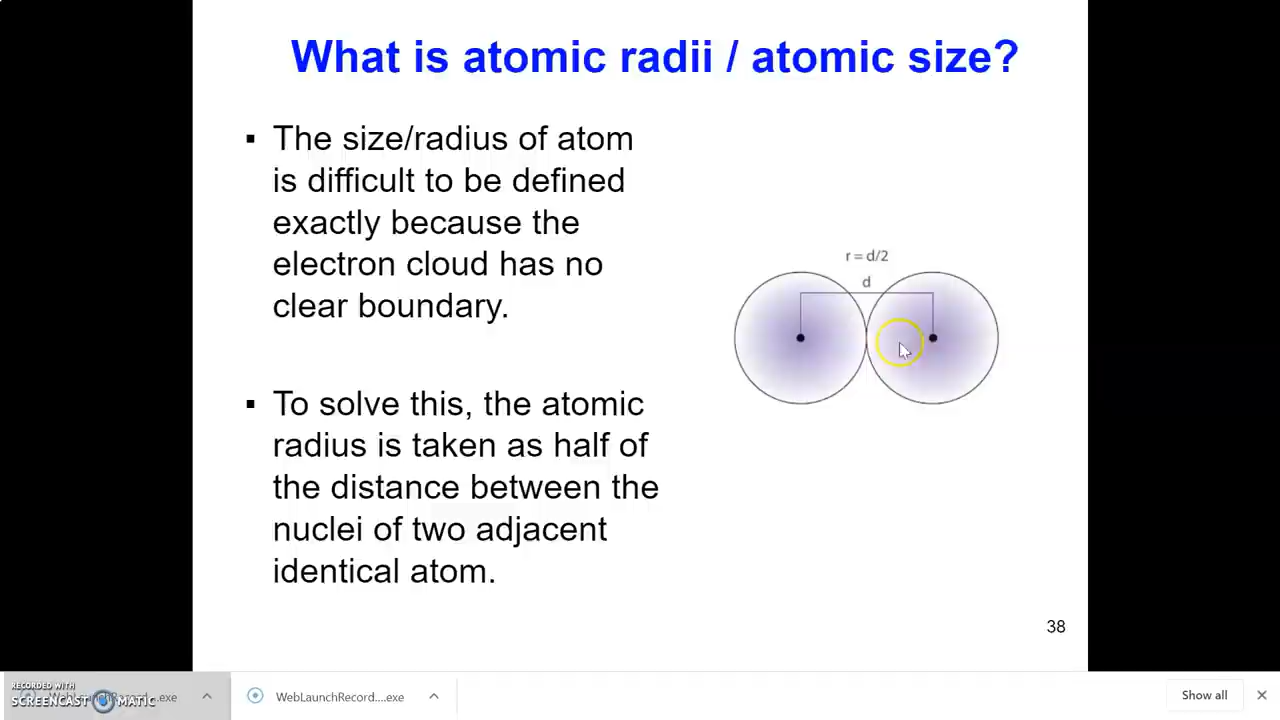 What is atomic radii / atomic size?
▪ The size/radius of atom
is difficult to be defined
exactly because the
electron cloud has no
clear boundary.
▪ To solve this, the atomic
radius is taken as half of
the distance between the
nuclei of two adjacent
identical atom.
r = d/2
d
38
RECORDED WITH
SCREENCAST MATIC
WebLaunchRecord....exe
WebLaunchRecord....exe
Show all